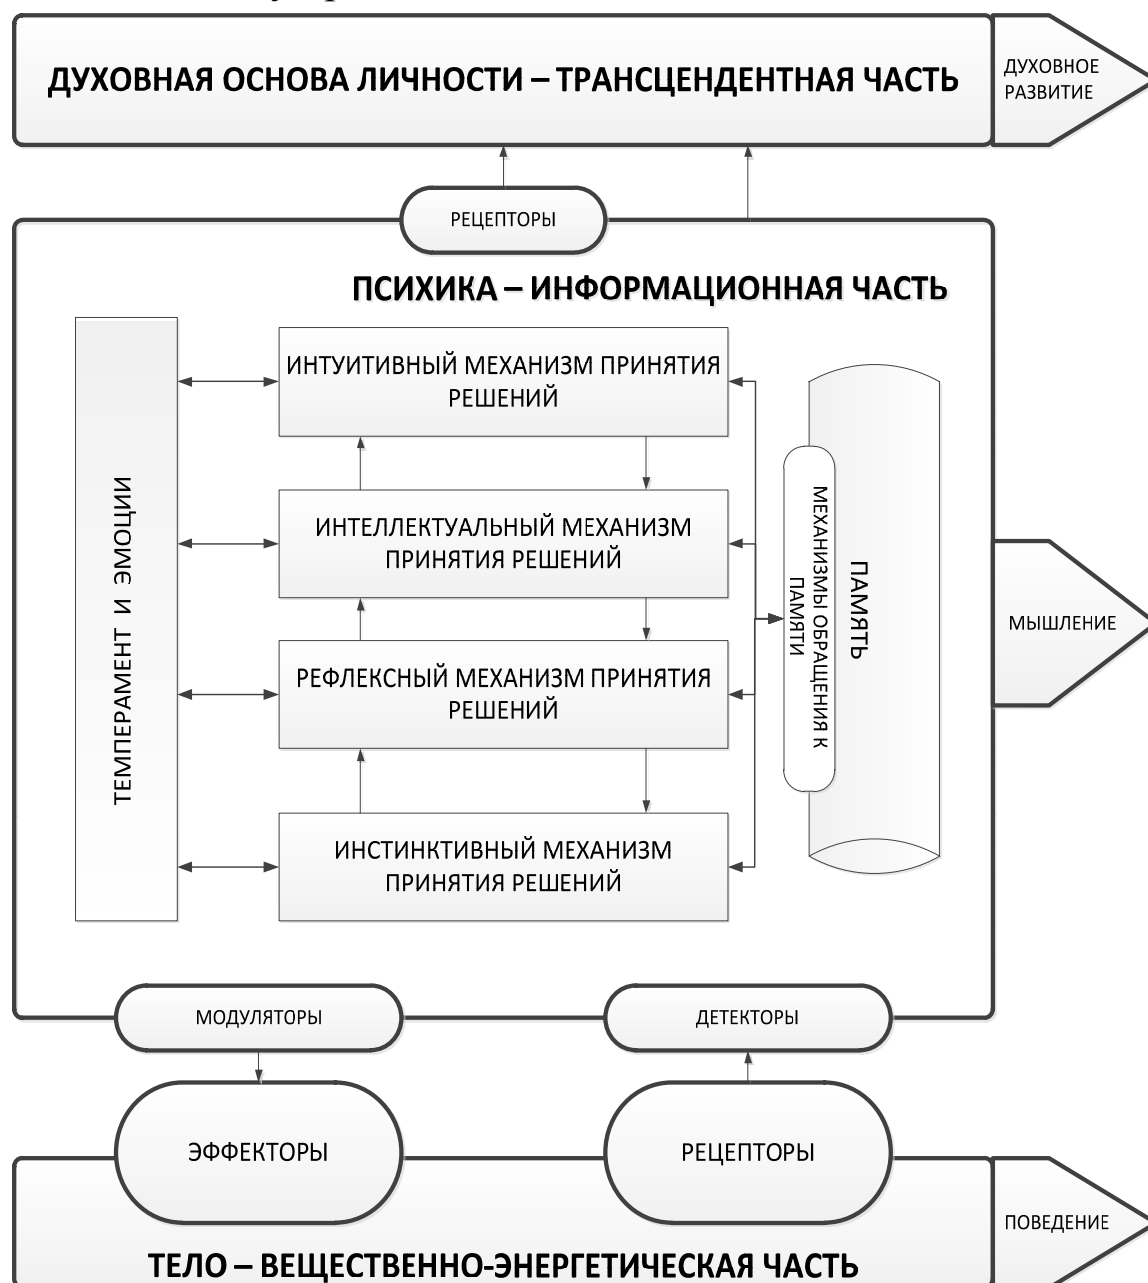 ДУХОВНАЯ ОСНОВА ЛИЧНОСТИ – ТРАНСЦЕНДЕНТНАЯ ЧАСТЬ
ДУХОВНОЕ
РАЗВИТИЕ
РЕЦЕПТОРЫ
ПСИХИКА – ИНФОРМАЦИОННАЯ ЧАСТЬ
ТЕМПЕРАМЕНТ И ЭМОЦИИ
ИНТУИТИВНЫЙ МЕХАНИЗМ ПРИНЯТИЯ
РЕШЕНИЙ
ИНТЕЛЛЕКТУАЛЬНЫЙ МЕХАНИЗМ
ПРИНЯТИЯ РЕШЕНИЙ
РЕФЛЕКСНЫЙ МЕХАНИЗМ ПРИНЯТИЯ
РЕШЕНИЙ
ИНСТИНКТИВНЫЙ МЕХАНИЗМ
ПРИНЯТИЯ РЕШЕНИЙ
МЕХАНИЗМЫ ОБРАЩЕНИЯ К
ПАМЯТИ
ПАМЯТЬ
МЫШЛЕНИЕ
МОДУЛЯТОРЫ
ДЕТЕКТОРЫ
ЭФФЕКТОРЫ
РЕЦЕПТОРЫ
ПОВЕДЕНИЕ
ТЕЛО – ВЕЩЕСТВЕННО-ЭНЕРГЕТИЧЕСКАЯ ЧАСТЬ